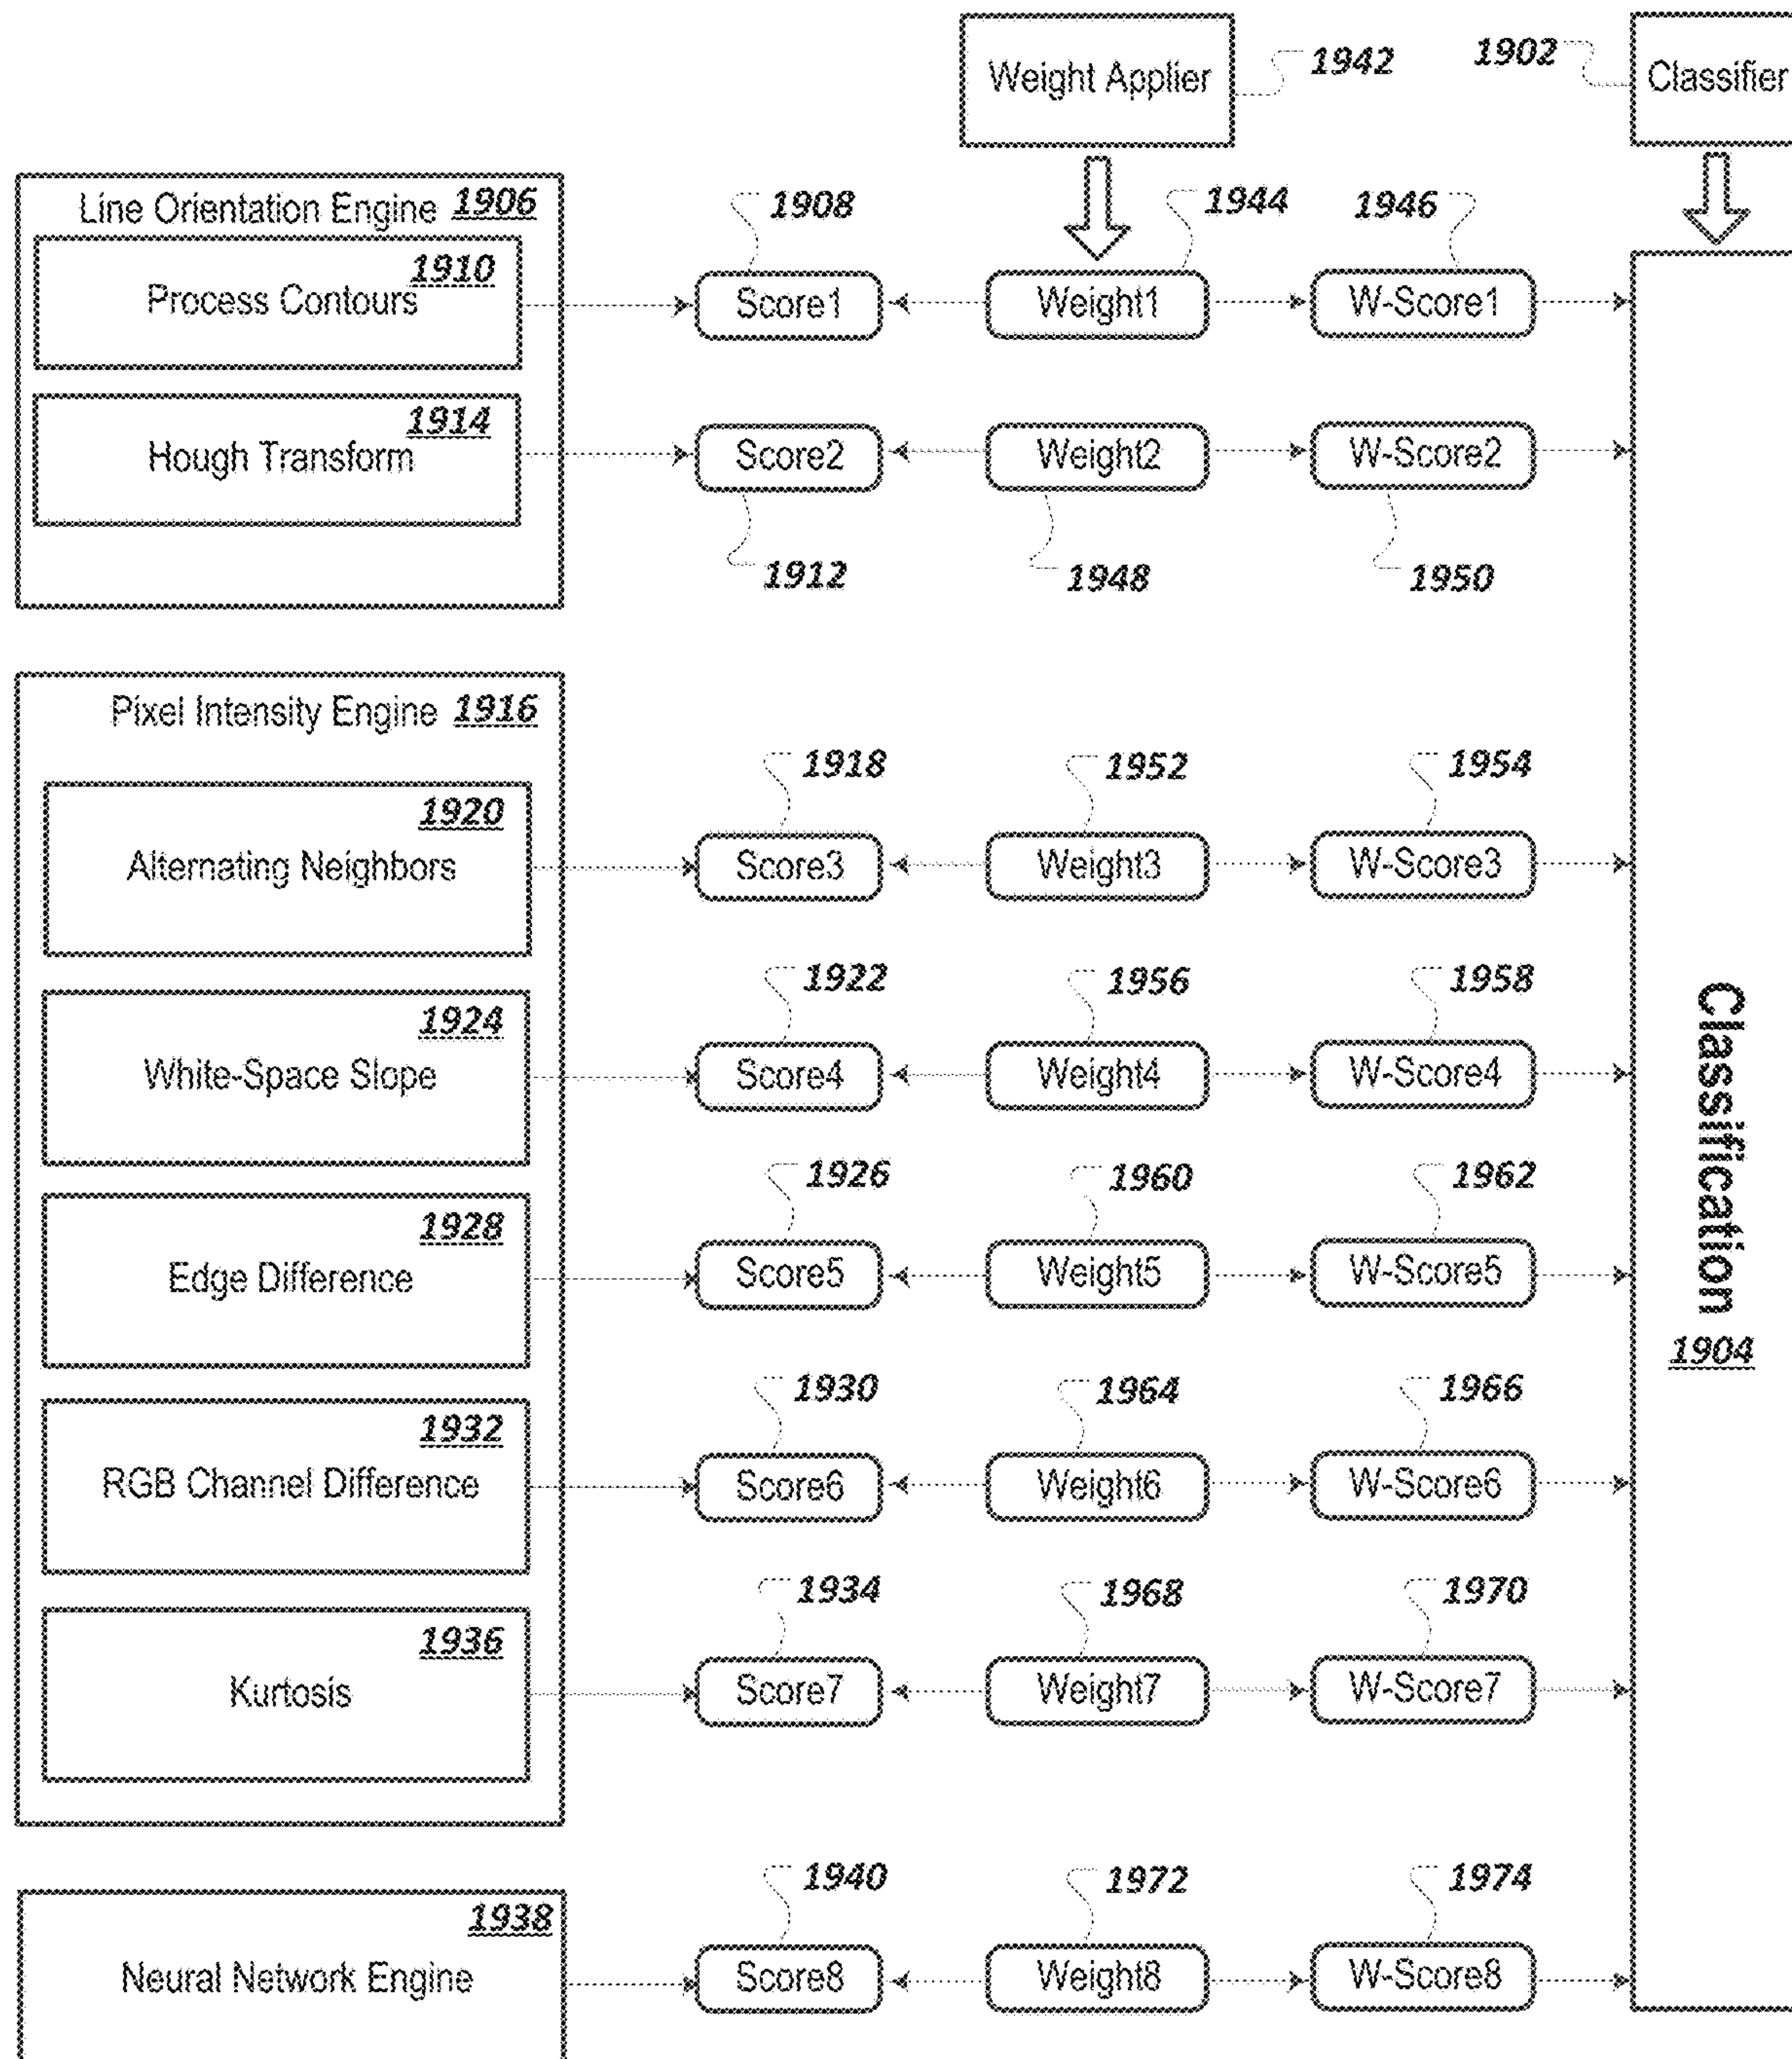 Weight Applier
1942
1902
Classifier
Line Orientation Engine 1906
1908
1944
1946
1910
Process Contours
Score1
Weight1
W-Score1
1914
Hough Transform
Score2
Weight2
W-Score2
1912
1948
1950
Pixel Intensity Engine 1916
1918
1952
1954
1920
Alternating Neighbors
Score3
Weight3
W-Score3
1922
1956
1958
1924
White-Space Slope
Score4
Weight4
W-Score4
Classification
1904
1926
1960
1962
1928
Edge Difference
Score5
Weight5
W-Score5
1930
1964
1966
1932
RGB Channel Difference
Score6
Weight6
W-Score6
1934
1968
1970
1936
Kurtosis
Score7
Weight7
W-Score7
1940
1972
1974
1938
Neural Network Engine
Score8
Weight8
W-Score8